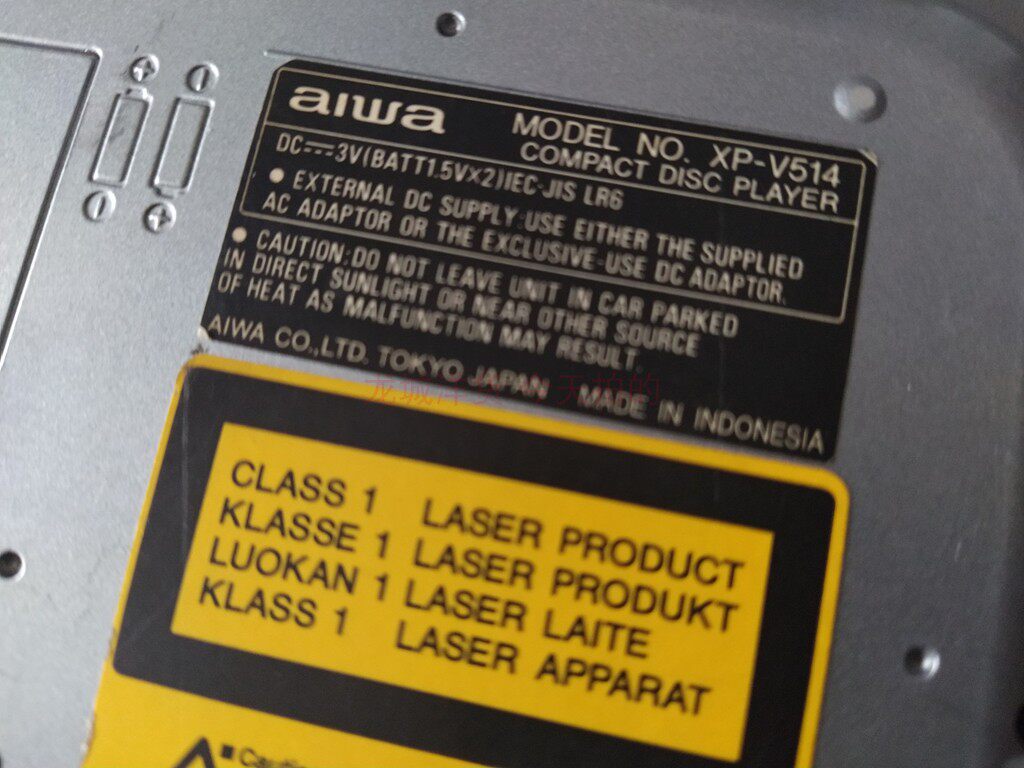 aiwa
MODEL NO. XP-V514
COMPACT DISC PLAYER
DC⎓3V(BATT1.5V×2)IEC·JIS LR6
● EXTERNAL DC SUPPLY:USE EITHER THE SUPPLIED
AC ADAPTOR OR THE EXCLUSIVE-USE DC ADAPTOR.
● CAUTION:DO NOT LEAVE UNIT IN CAR PARKED
IN DIRECT SUNLIGHT OR NEAR OTHER SOURCE
OF HEAT AS MALFUNCTION MAY RESULT.
AIWA CO.,LTD. TOKYO JAPAN MADE IN INDONESIA
CLASS 1 LASER PRODUCT
KLASSE 1 LASER PRODUKT
LUOKAN 1 LASER LAITE
KLASS 1 LASER APPARAT